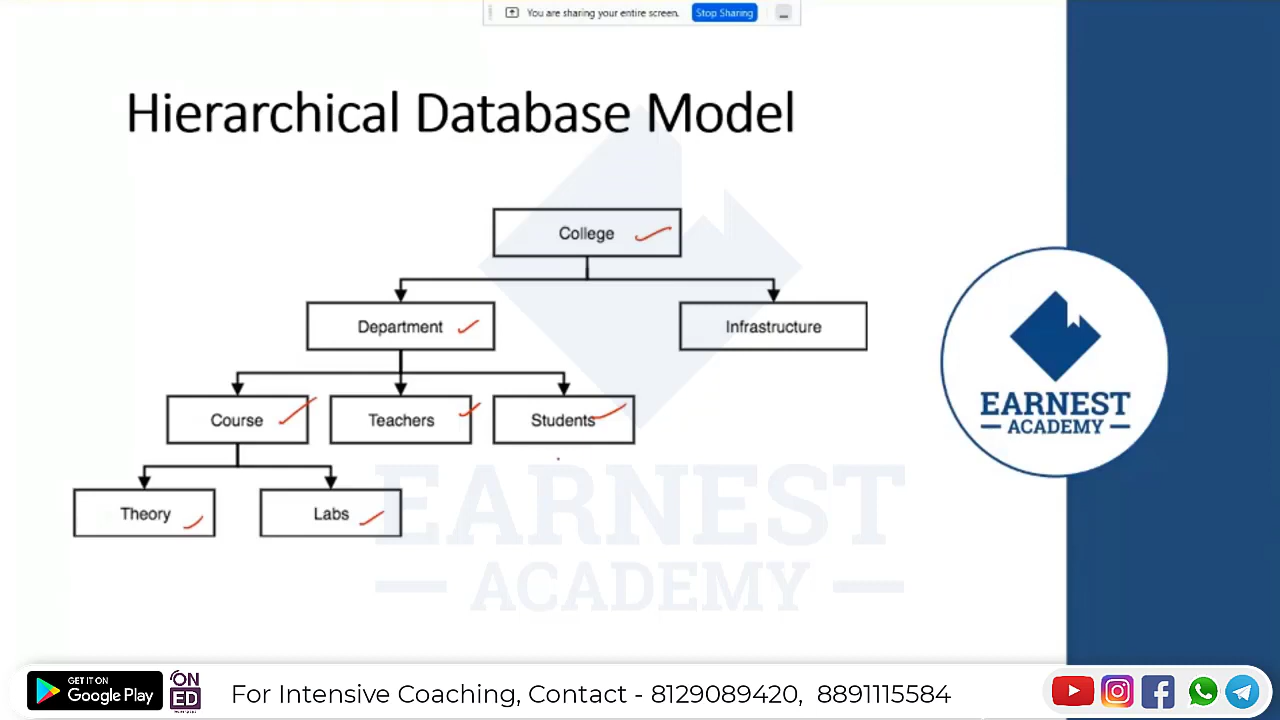 You are sharing your entire screen. Stop Sharing
Hierarchical Database Model
College
Department
Infrastructure
Course
Teachers
Students
Theory
Labs
EARNEST
ACADEMY
EARNEST
ACADEMY
GET IT ON
Google Play
ON
ED
For Intensive Coaching, Contact - 8129089420, 8891115584